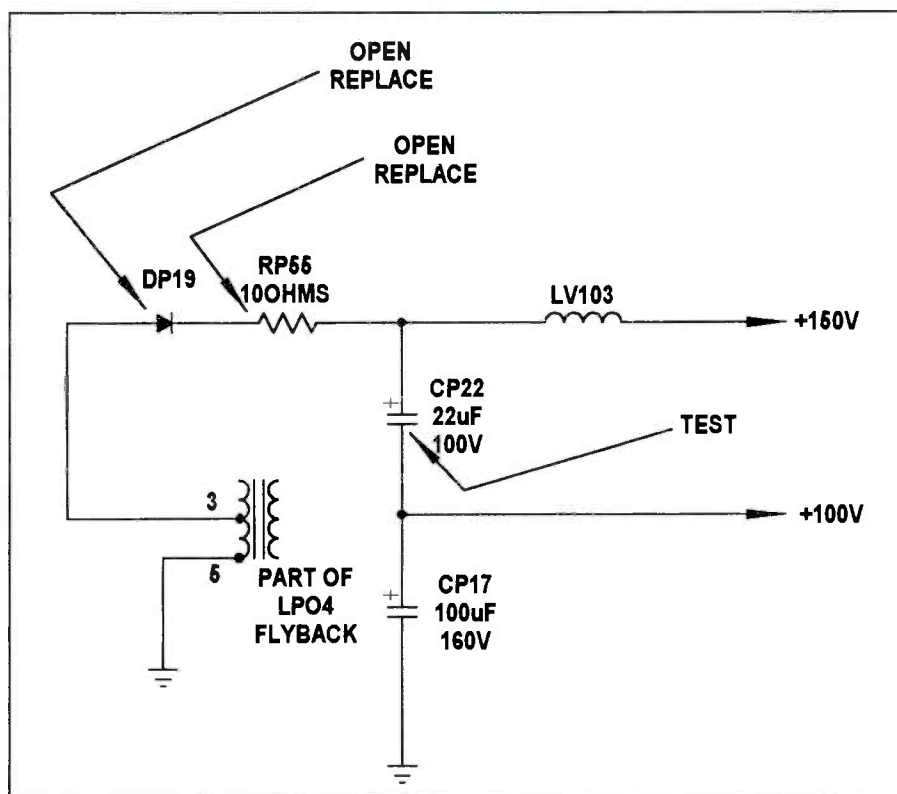 OPEN
REPLACE
OPEN
REPLACE
DP19
RP55
10OHMS
LV103
+150V
+
CP22
22uF
100V
TEST
3
5
+100V
PART OF
LPO4
FLYBACK
+
CP17
100uF
160V